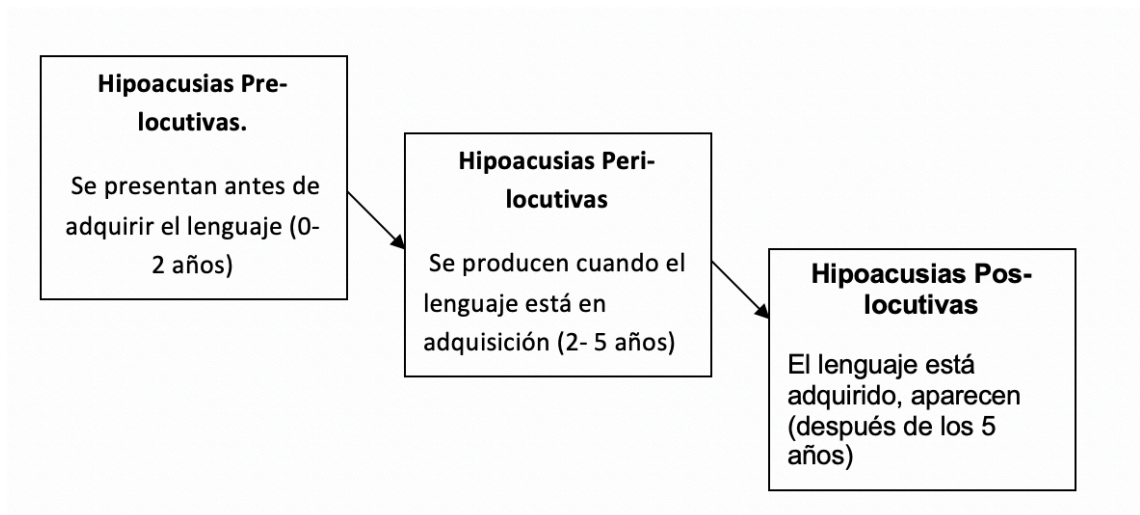 Hipoacusias Pre-
locutivas.
Se presentan antes de
adquirir el lenguaje (0-
2 años)
Hipoacusias Peri-
locutivas
Se producen cuando el
lenguaje está en
adquisición (2- 5 años)
Hipoacusias Pos-
locutivas
El lenguaje está
adquirido, aparecen
(después de los 5
años)